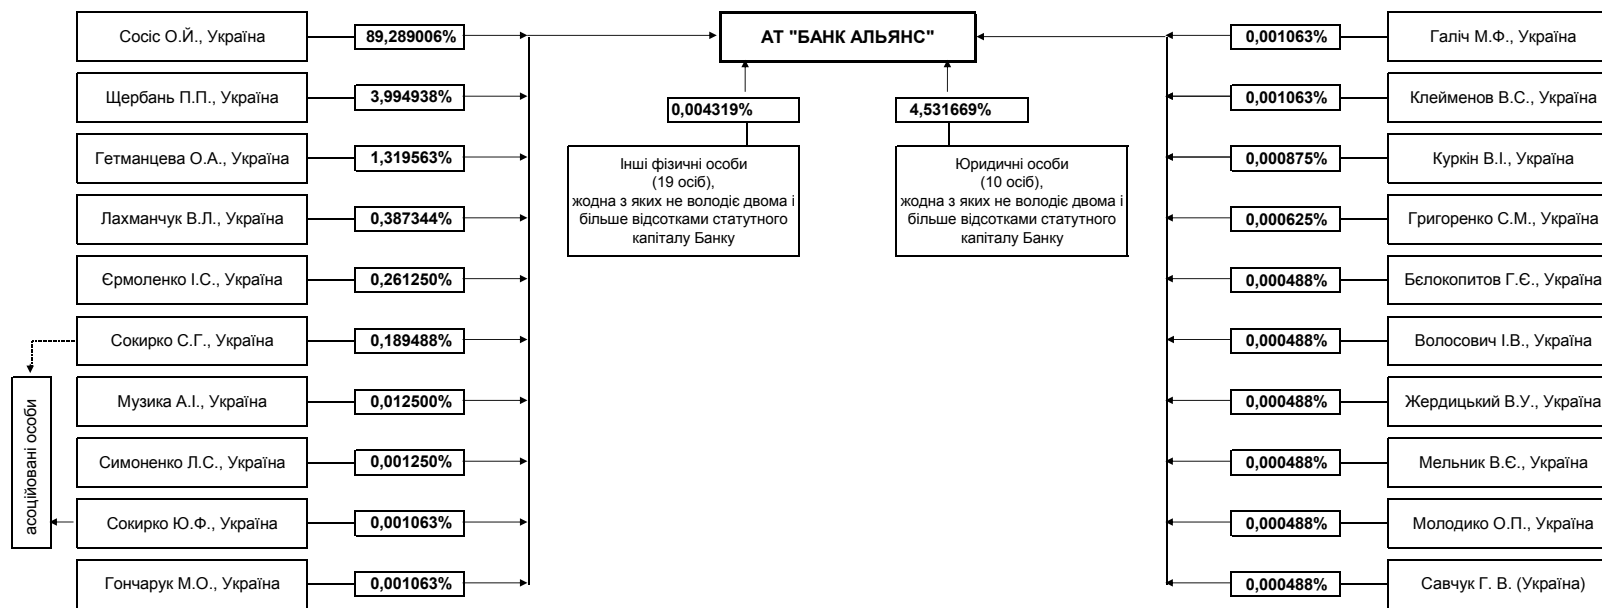 Сосіс О.Й., Україна
89,289006%
АТ "БАНК АЛЬЯНС"
0,001063%
Галіч М.Ф., Україна
Щербань П.П., Україна
3,994938%
0,004319%
4,531669%
0,001063%
Клейменов В.С., Україна
Гетманцева О.А., Україна
1,319563%
Інші фізичні особи
(19 осіб),
жодна з яких не володіє двома і
більше відсотками статутного
капіталу Банку
Юридичні особи
(10 осіб),
жодна з яких не володіє двома і
більше відсотками статутного
капіталу Банку
0,000875%
Куркін В.І., Україна
Лахманчук В.Л., Україна
0,387344%
0,000625%
Григоренко С.М., Україна
Єрмоленко І.С., Україна
0,261250%
0,000488%
Бєлокопитов Г.Є., Україна
Сокирко С.Г., Україна
0,189488%
0,000488%
Волосович І.В., Україна
асоційовані особи
Музика А.І., Україна
0,012500%
0,000488%
Жердицький В.У., Україна
Симоненко Л.С., Україна
0,001250%
0,000488%
Мельник В.Є., Україна
Сокирко Ю.Ф., Україна
0,001063%
0,000488%
Молодико О.П., Україна
Гончарук М.О., Україна
0,001063%
0,000488%
Савчук Г. В. (Україна)